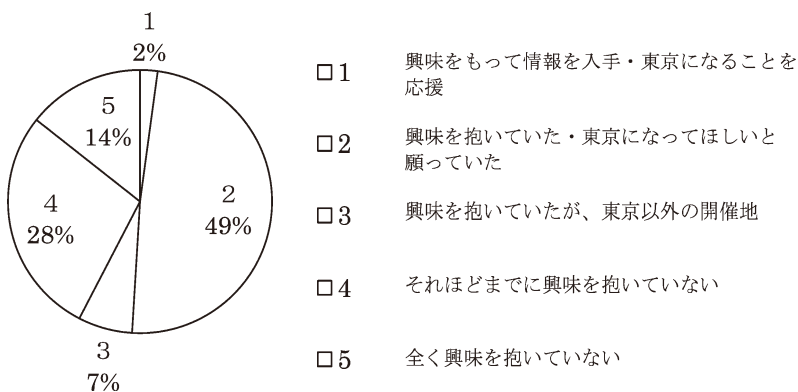 1
2%
5
14%
2
49%
4
28%
3
7%
□1 興味をもって情報を入手・東京になることを
応援
□2 興味を抱いていた・東京になってほしいと
願っていた
□3 興味を抱いていたが、東京以外の開催地
□4 それほどまでに興味を抱いていない
□5 全く興味を抱いていない